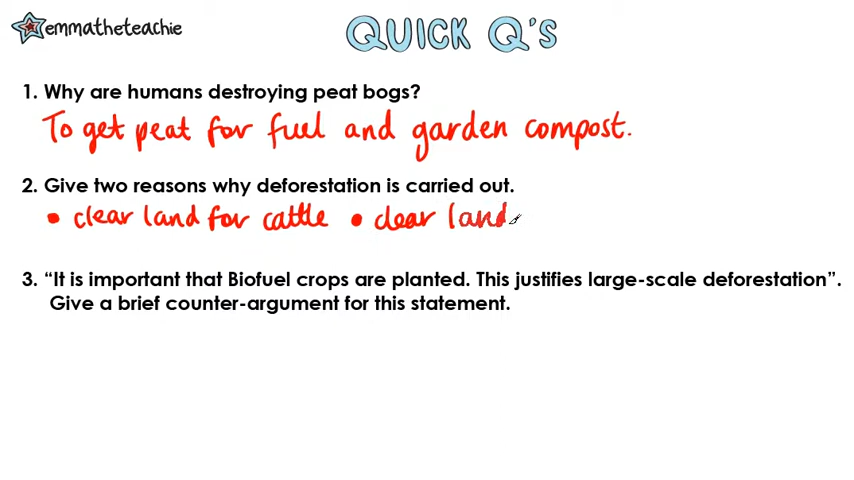 emmatheteachie
QUICK Q'S
1. Why are humans destroying peat bogs?
To get peat for fuel and garden compost.
2. Give two reasons why deforestation is carried out.
• clear land for cattle • clear land
3. "It is important that Biofuel crops are planted. This justifies large-scale deforestation".
Give a brief counter-argument for this statement.